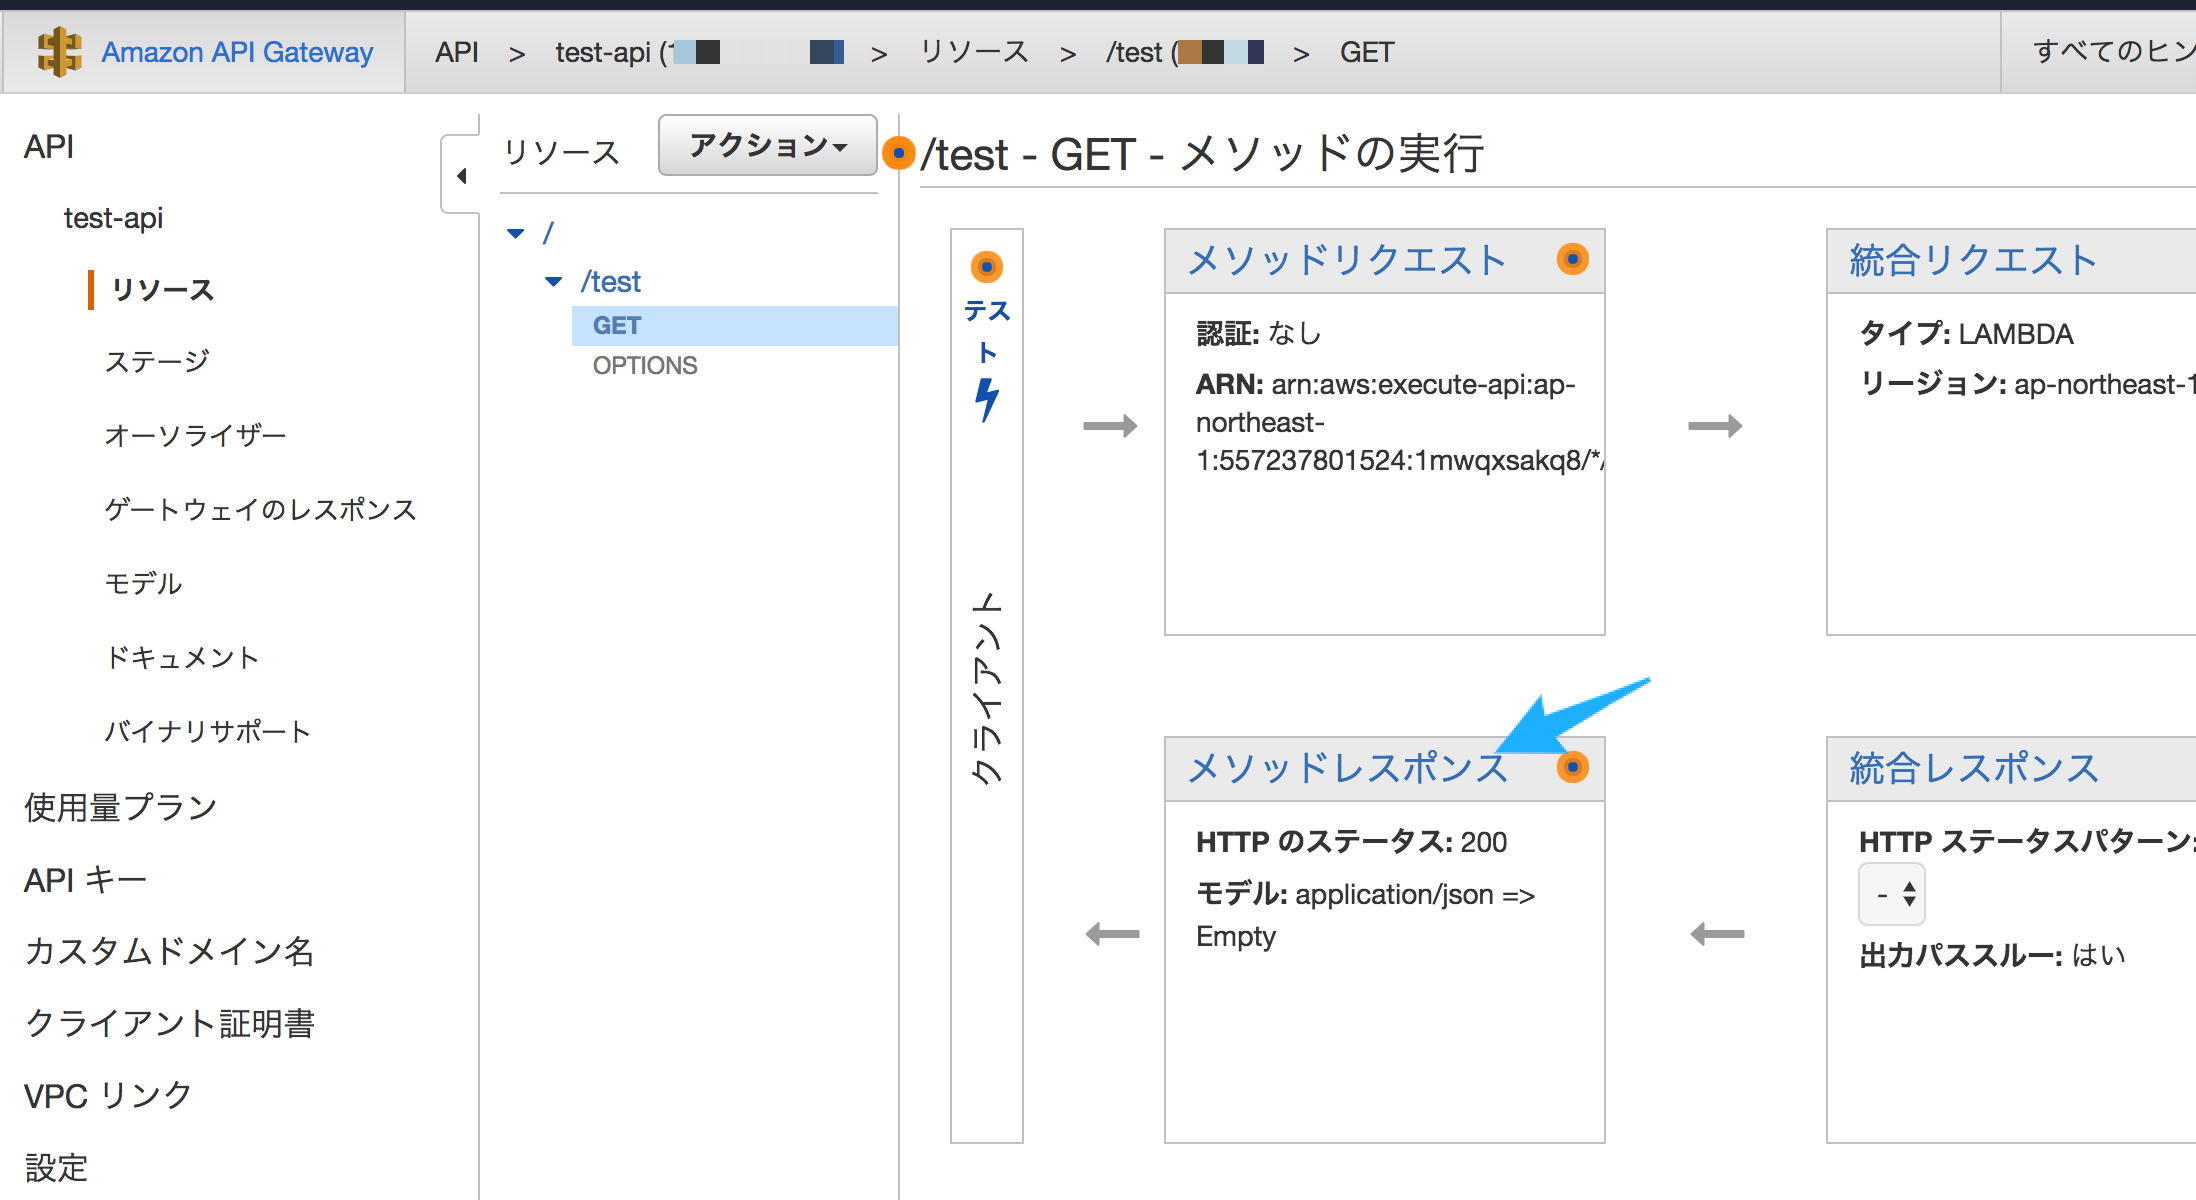 Amazon API Gateway
API > test-api ( > リソース > /test ( > GET
すべてのヒン
API
test-api
リソース
ステージ
オーソライザー
ゲートウェイのレスポンス
モデル
ドキュメント
バイナリサポート
使用量プラン
API キー
カスタムドメイン名
クライアント証明書
VPC リンク
設定
リソース
アクション
/
/test
GET
OPTIONS
/test - GET - メソッドの実行
テス
ト
クライアント
メソッドリクエスト
認証: なし
ARN: arn:aws:execute-api:ap-
northeast-
1:557237801524:1mwqxsakq8/*/
統合リクエスト
タイプ: LAMBDA
リージョン: ap-northeast-1
メソッドレスポンス
HTTP のステータス: 200
モデル: application/json =>
Empty
統合レスポンス
HTTP ステータスパターン:
-
出力パススルー: はい